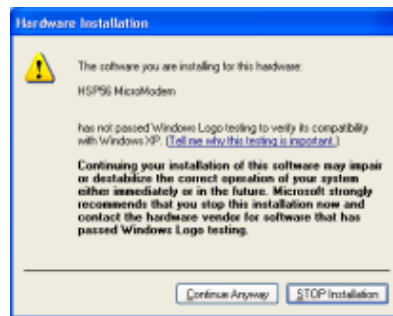 Hardware Installation
The software you are installing for this hardware:
HSP56 MicroModem
has not passed Windows Logo testing to verify its compatibility
with Windows XP. (Tell me why this testing is important.)
Continuing your installation of this software may impair
or destabilize the correct operation of your system
either immediately or in the future. Microsoft strongly
recommends that you stop this installation now and
contact the hardware vendor for software that has
passed Windows Logo testing.
Continue Anyway
STOP Installation